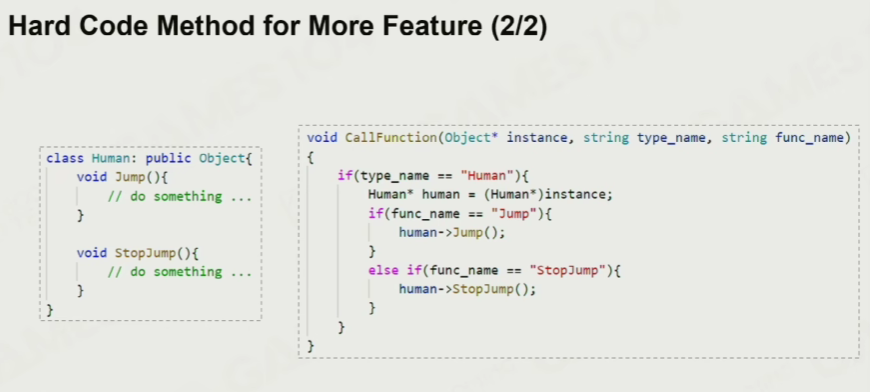 Hard Code Method for More Feature (2/2)
class Human: public Object{
void Jump(){
// do something ...
}
void StopJump(){
// do something ...
}
}
void CallFunction(Object* instance, string type_name, string func_name)
{
if(type_name == "Human"){
Human* human = (Human*)instance;
if(func_name == "Jump"){
human->Jump();
}
else if(func_name == "StopJump"){
human->StopJump();
}
}
}